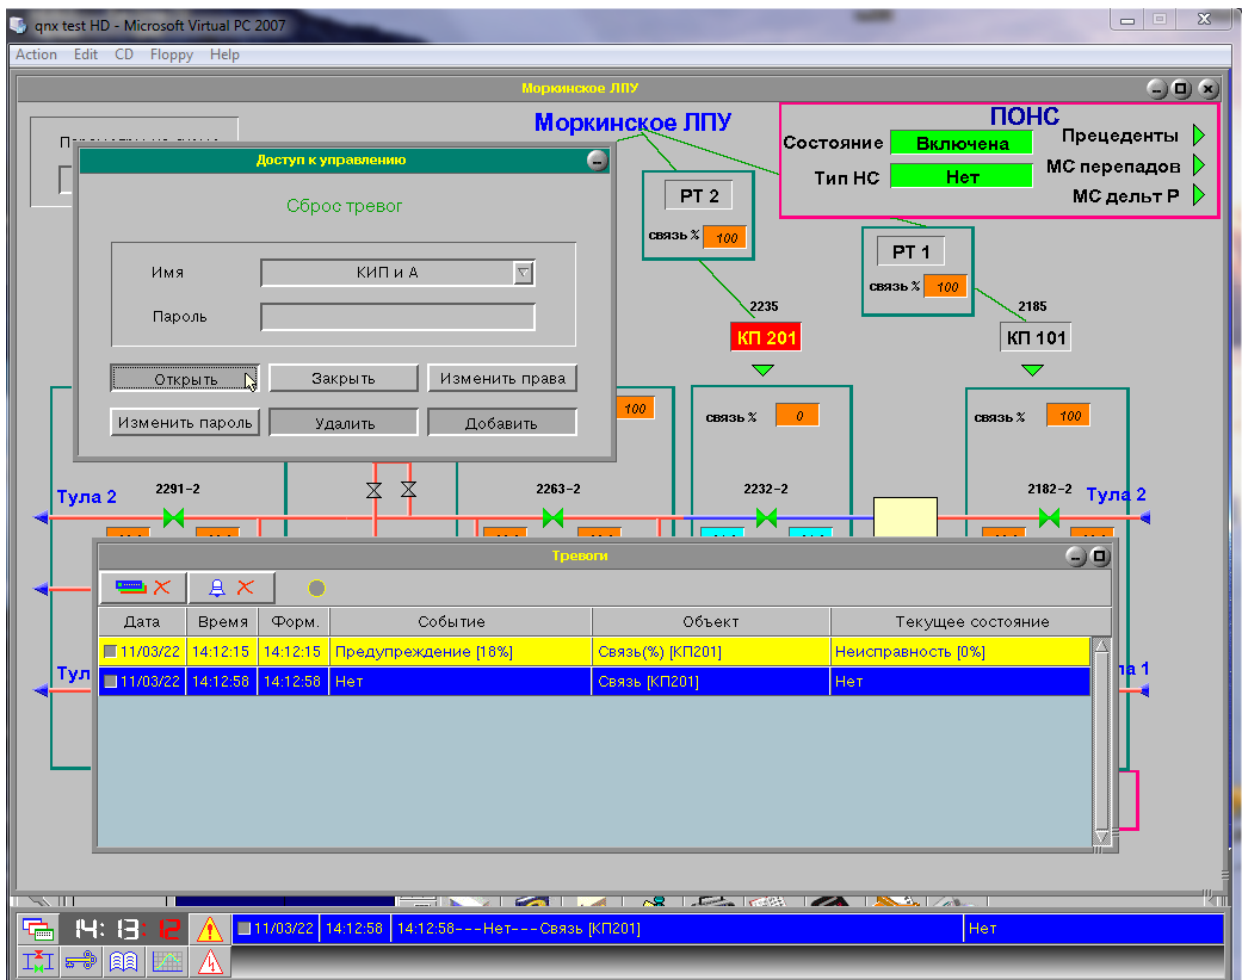 qnx test HD - Microsoft Virtual PC 2007
Action Edit CD Floppy Help
Моркинское ЛПУ
Моркинское ЛПУ
ПОНС
Состояние Включена Прецеденты
Тип НС Нет МС перепадов
МС дельт Р
Доступ к управлению
Сброс тревог
Имя КИП и А
Пароль
Открыть Закрыть Изменить права
Изменить пароль Удалить Добавить
РТ 2
связь % 100
РТ 1
связь % 100
2235
КП 201
2185
КП 101
100
связь % 0
связь % 100
Тула 2 2291-2 2263-2 2232-2 2182-2 Тула 2
Тревоги
Дата Время Форм. Событие Объект Текущее состояние
11/03/22 14:12:15 14:12:15 Предупреждение [18%] Связь(%) [КП201] Неисправность [0%]
11/03/22 14:12:58 14:12:58 Нет Связь [КП201] Нет
14:13:12 11/03/22 14:12:58 14:12:58---Нет---Связь [КП201] Нет